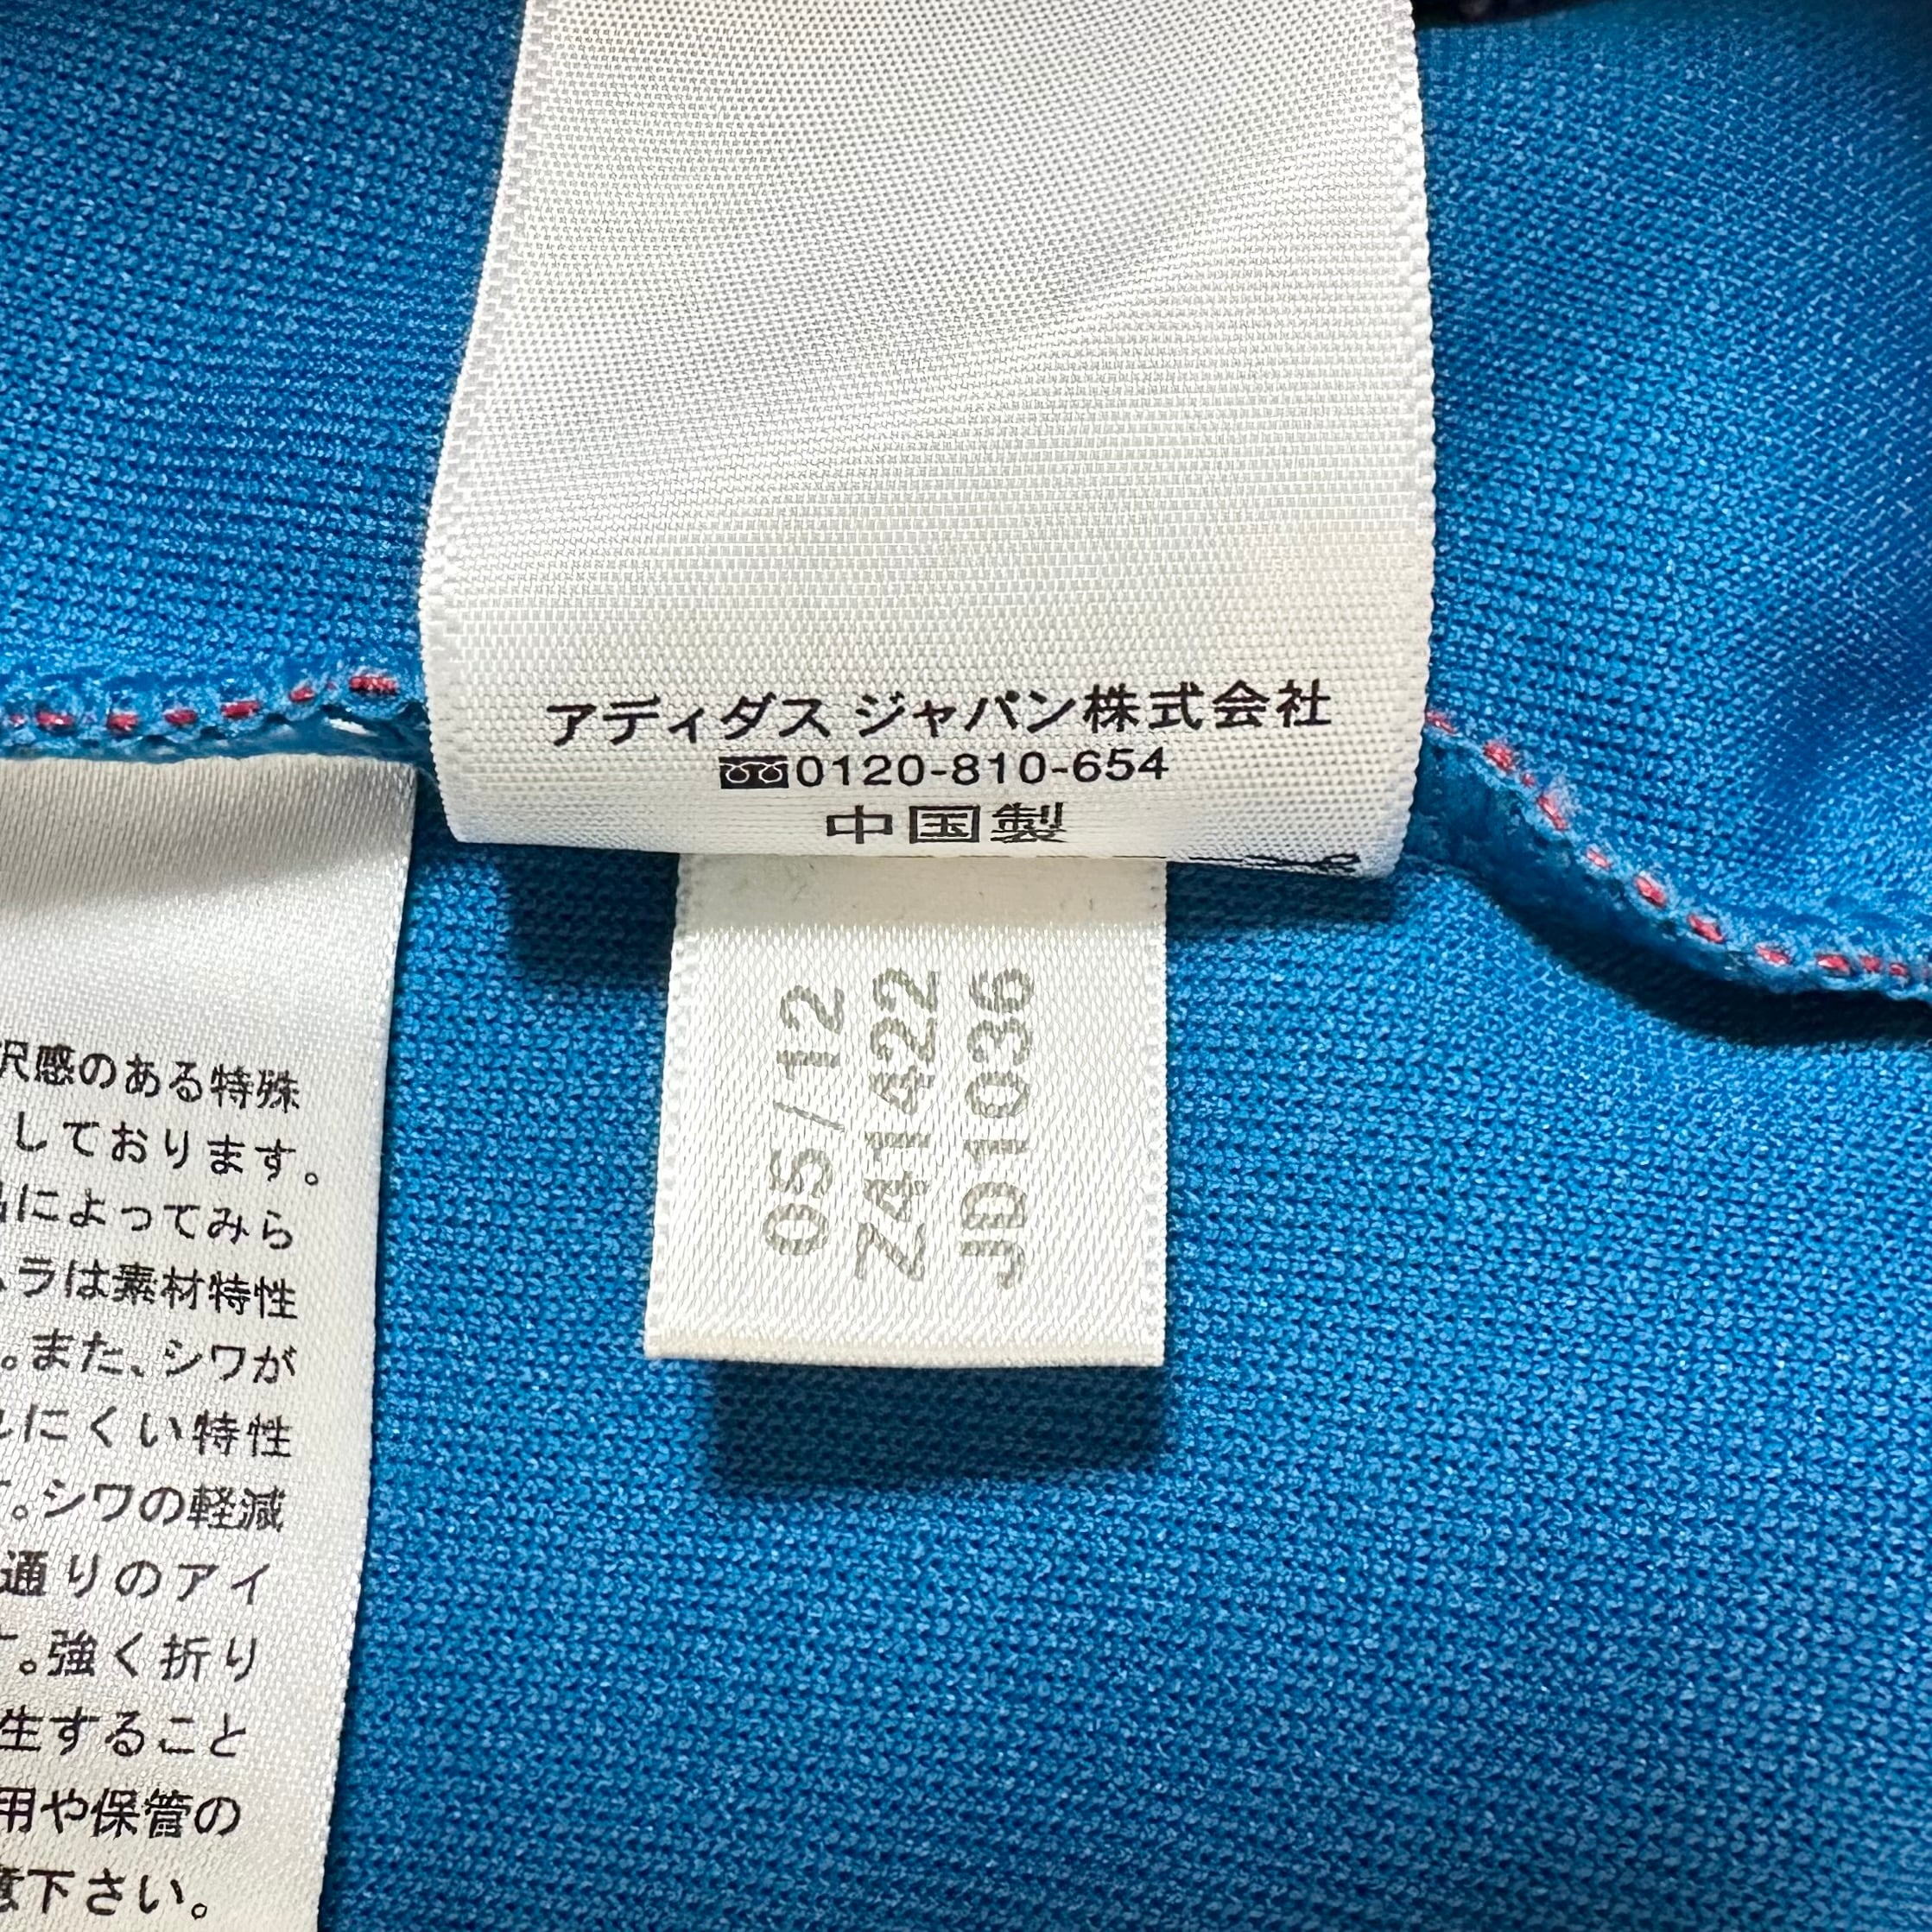 アディダス ジャパン株式会社
0120-810-654
中国製
05/12
Z41422
JD1036
沢感のある特殊
しております。
によってみら
ラは素材特性
。また、シワが
にくい特性
。シワの軽減
通りのアイ
。強く折り
生すること
用や保管の
意下さい。